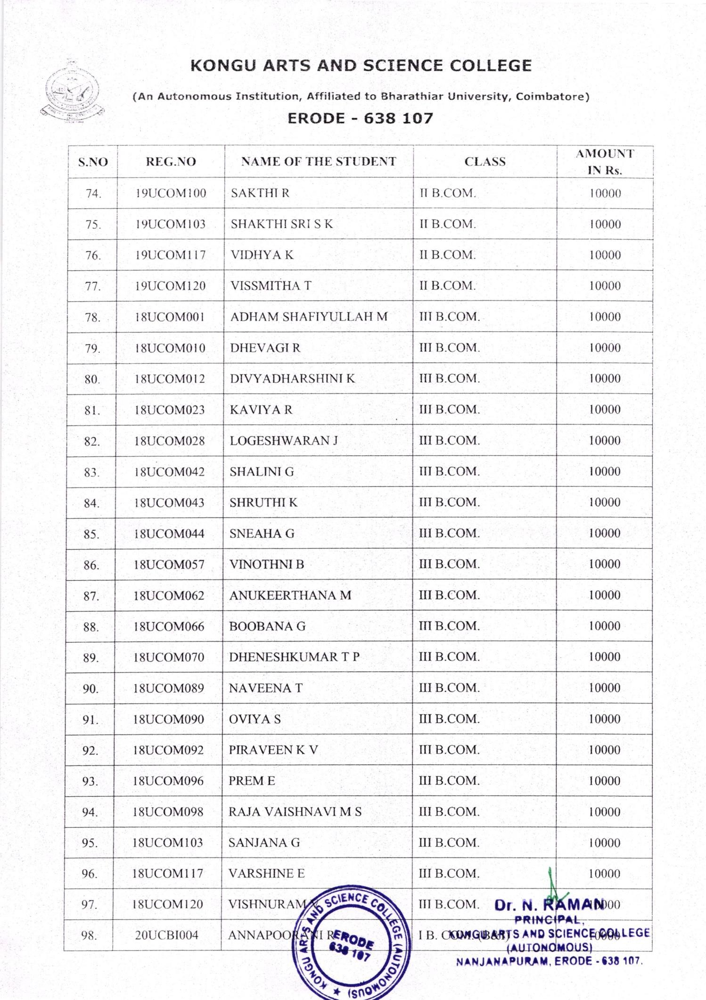 KONGU ARTS AND SCIENCE COLLEGE
(An Autonomous Institution, Affiliated to Bharathiar University, Coimbatore)
ERODE - 638 107
S.NO REG.NO NAME OF THE STUDENT CLASS AMOUNT IN Rs.
74. 19UCOM100 SAKTHI R II B.COM. 10000
75. 19UCOM103 SHAKTHI SRI S K II B.COM. 10000
76. 19UCOM117 VIDHYA K II B.COM. 10000
77. 19UCOM120 VISSMITHA T II B.COM. 10000
78. 18UCOM001 ADHAM SHAFIYULLAH M III B.COM. 10000
79. 18UCOM010 DHEVAGI R III B.COM. 10000
80. 18UCOM012 DIVYADHARSHINI K III B.COM. 10000
81. 18UCOM023 KAVIYA R III B.COM. 10000
82. 18UCOM028 LOGESHWARAN J III B.COM. 10000
83. 18UCOM042 SHALINI G III B.COM. 10000
84. 18UCOM043 SHRUTHI K III B.COM. 10000
85. 18UCOM044 SNEAHA G III B.COM. 10000
86. 18UCOM057 VINOTHNI B III B.COM. 10000
87. 18UCOM062 ANUKEERTHANA M III B.COM. 10000
88. 18UCOM066 BOOBANA G III B.COM. 10000
89. 18UCOM070 DHENESHKUMAR T P III B.COM. 10000
90. 18UCOM089 NAVEENA T III B.COM. 10000
91. 18UCOM090 OVIYA S III B.COM. 10000
92. 18UCOM092 PIRAVEEN K V III B.COM. 10000
93. 18UCOM096 PREM E III B.COM. 10000
94. 18UCOM098 RAJA VAISHNAVI M S III B.COM. 10000
95. 18UCOM103 SANJANA G III B.COM. 10000
96. 18UCOM117 VARSHINE E III B.COM. 10000
97. 18UCOM120 VISHNURAM III B.COM. 10000
98. 20UCBI004 ANNAPOORANI R I B. COM. (B&I) 10000
KONGU ARTS AND SCIENCE COLLEGE (AUTONOMOUS) ★
ERODE
638 107
Dr. N. RAMAN
PRINCIPAL,
KONGU ARTS AND SCIENCE COLLEGE
(AUTONOMOUS)
NANJANAPURAM, ERODE - 638 107.